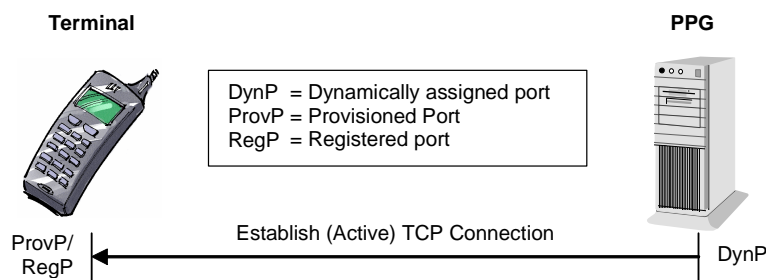 Terminal
PPG
DynP = Dynamically assigned port
ProvP = Provisioned Port
RegP = Registered port
Establish (Active) TCP Connection
ProvP/
RegP
DynP